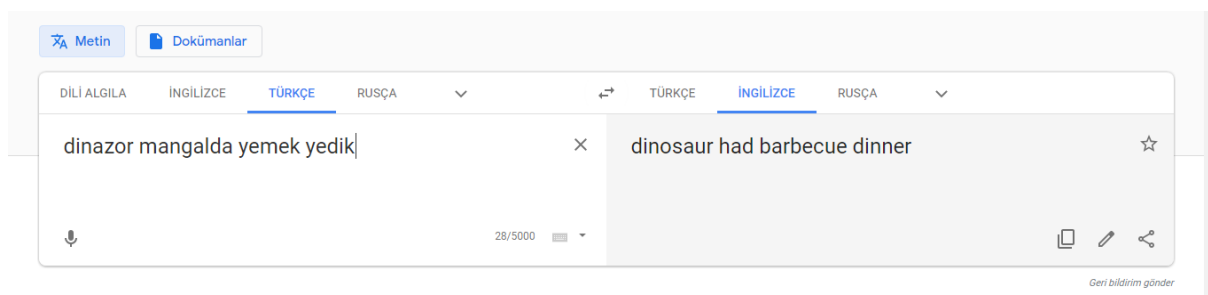 Metin Dokümanlar
DİLİ ALGILA İNGİLİZCE TÜRKÇE RUSÇA TÜRKÇE İNGİLİZCE RUSÇA
dinazor mangalda yemek yedik
dinosaur had barbecue dinner
28/5000
Geri bildirim gönder